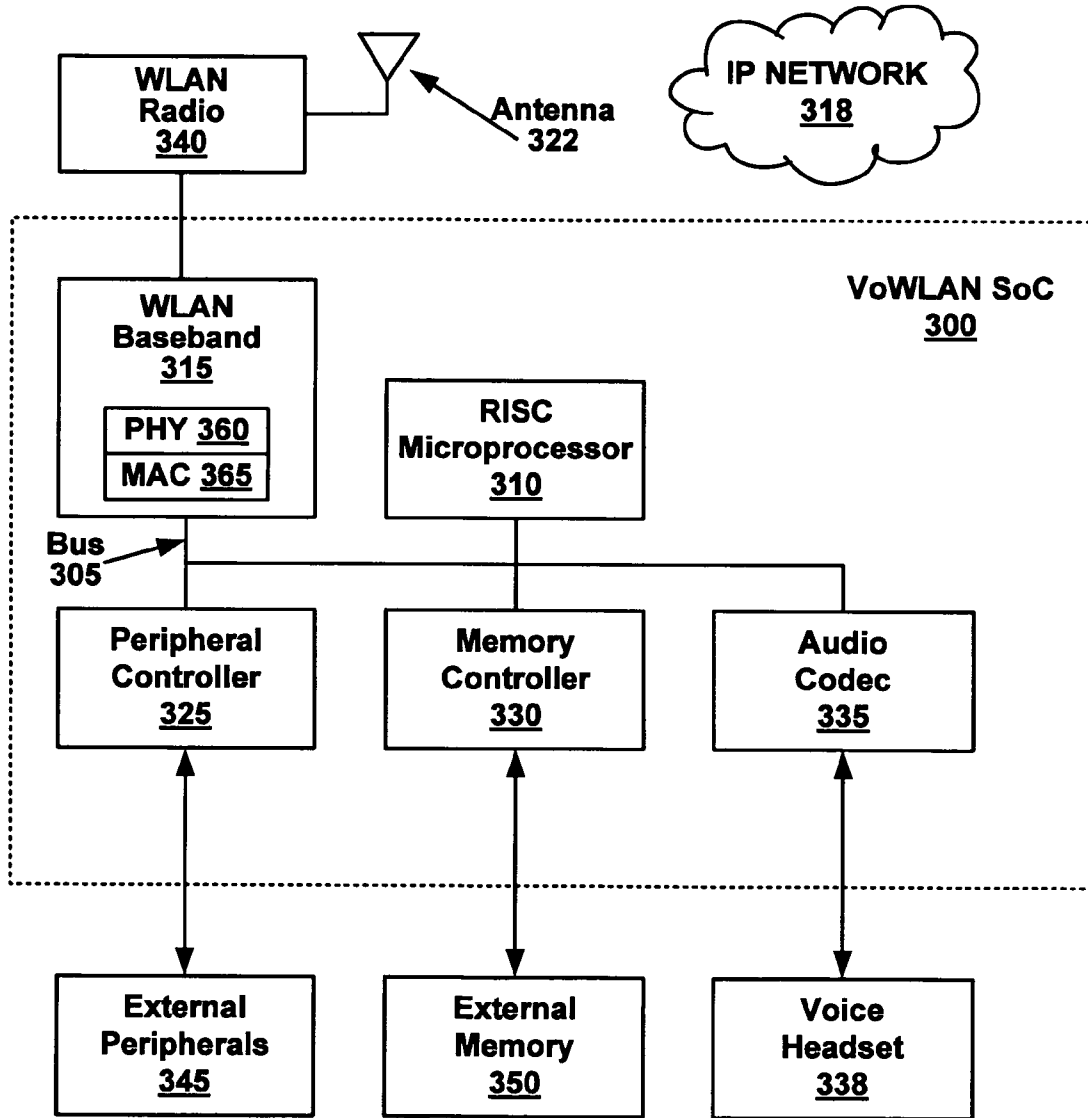 WLAN
Radio
340
Antenna
322
IP NETWORK
318
VoWLAN SoC
300
WLAN
Baseband
315
PHY 360
MAC 365
RISC
Microprocessor
310
Bus
305
Peripheral
Controller
325
Memory
Controller
330
Audio
Codec
335
External
Peripherals
345
External
Memory
350
Voice
Headset
338